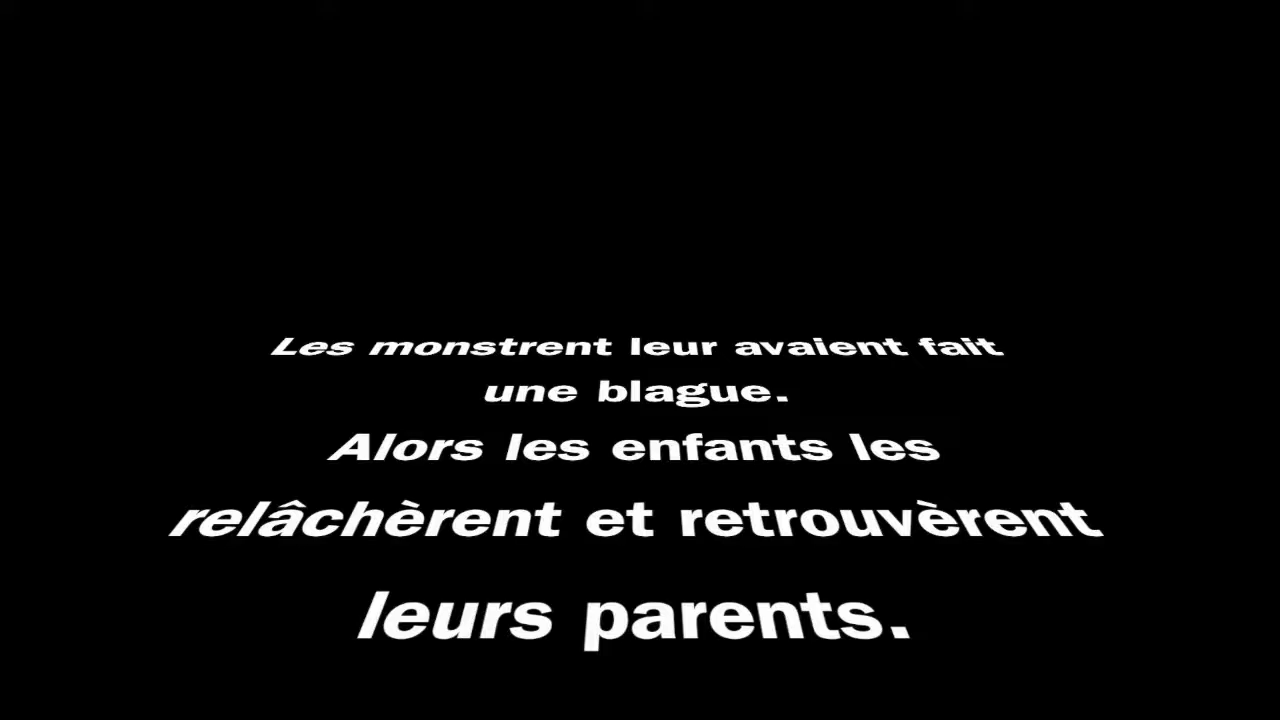 Les monstrent leur avaient fait
une blague.
Alors les enfants les
relâchèrent et retrouvèrent
leurs parents.